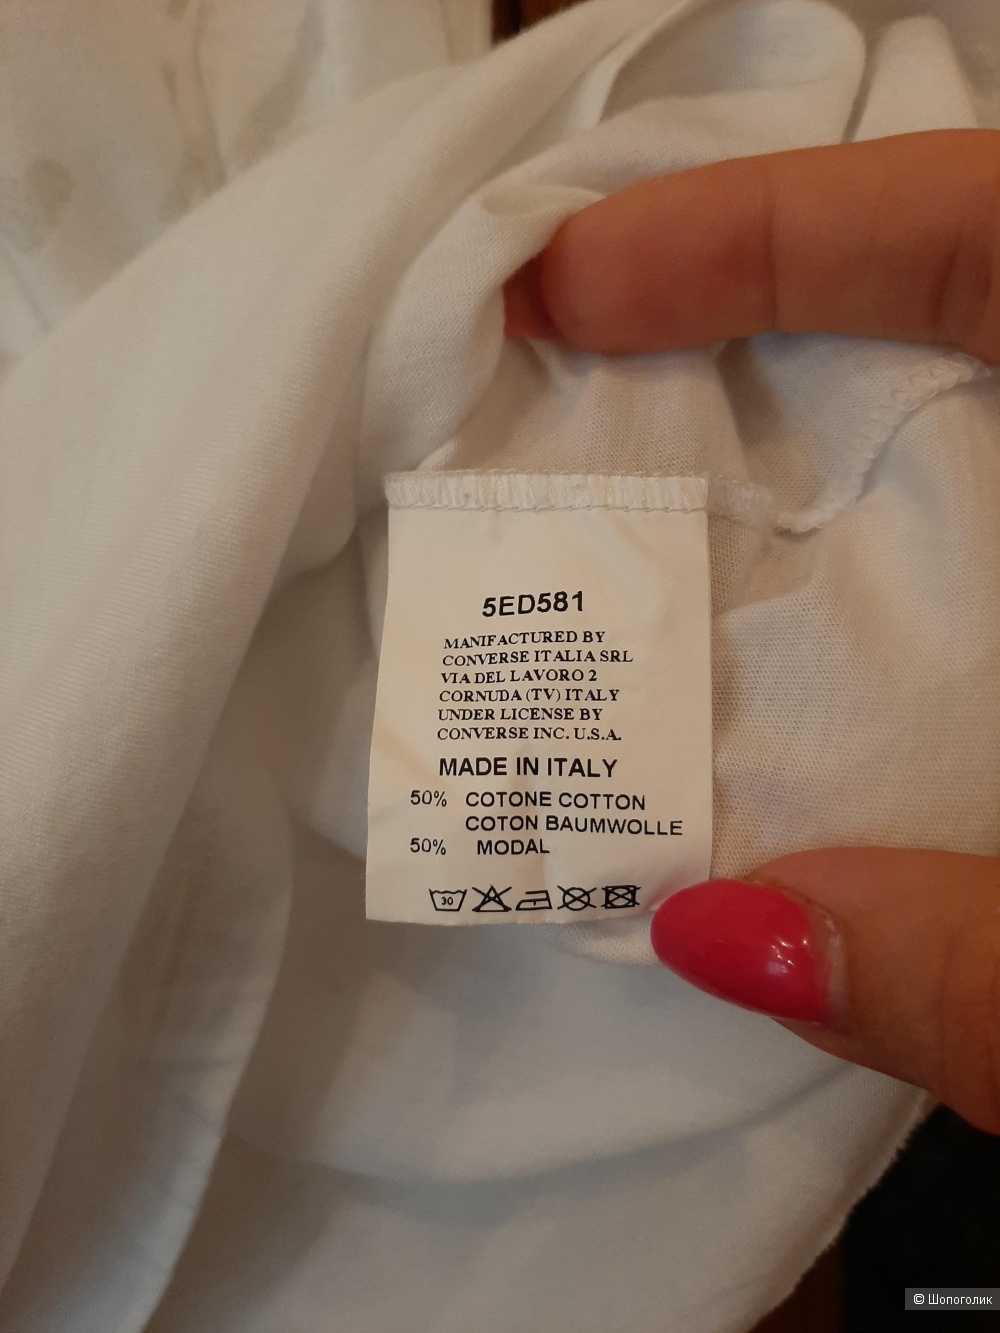 5ED581
MANIFACTURED BY
CONVERSE ITALIA SRL
VIA DEL LAVORO 2
CORNUDA (TV) ITALY
UNDER LICENSE BY
CONVERSE INC. U.S.A.
MADE IN ITALY
50% COTONE COTTON
COTON BAUMWOLLE
50% MODAL
30
© Шопоголик